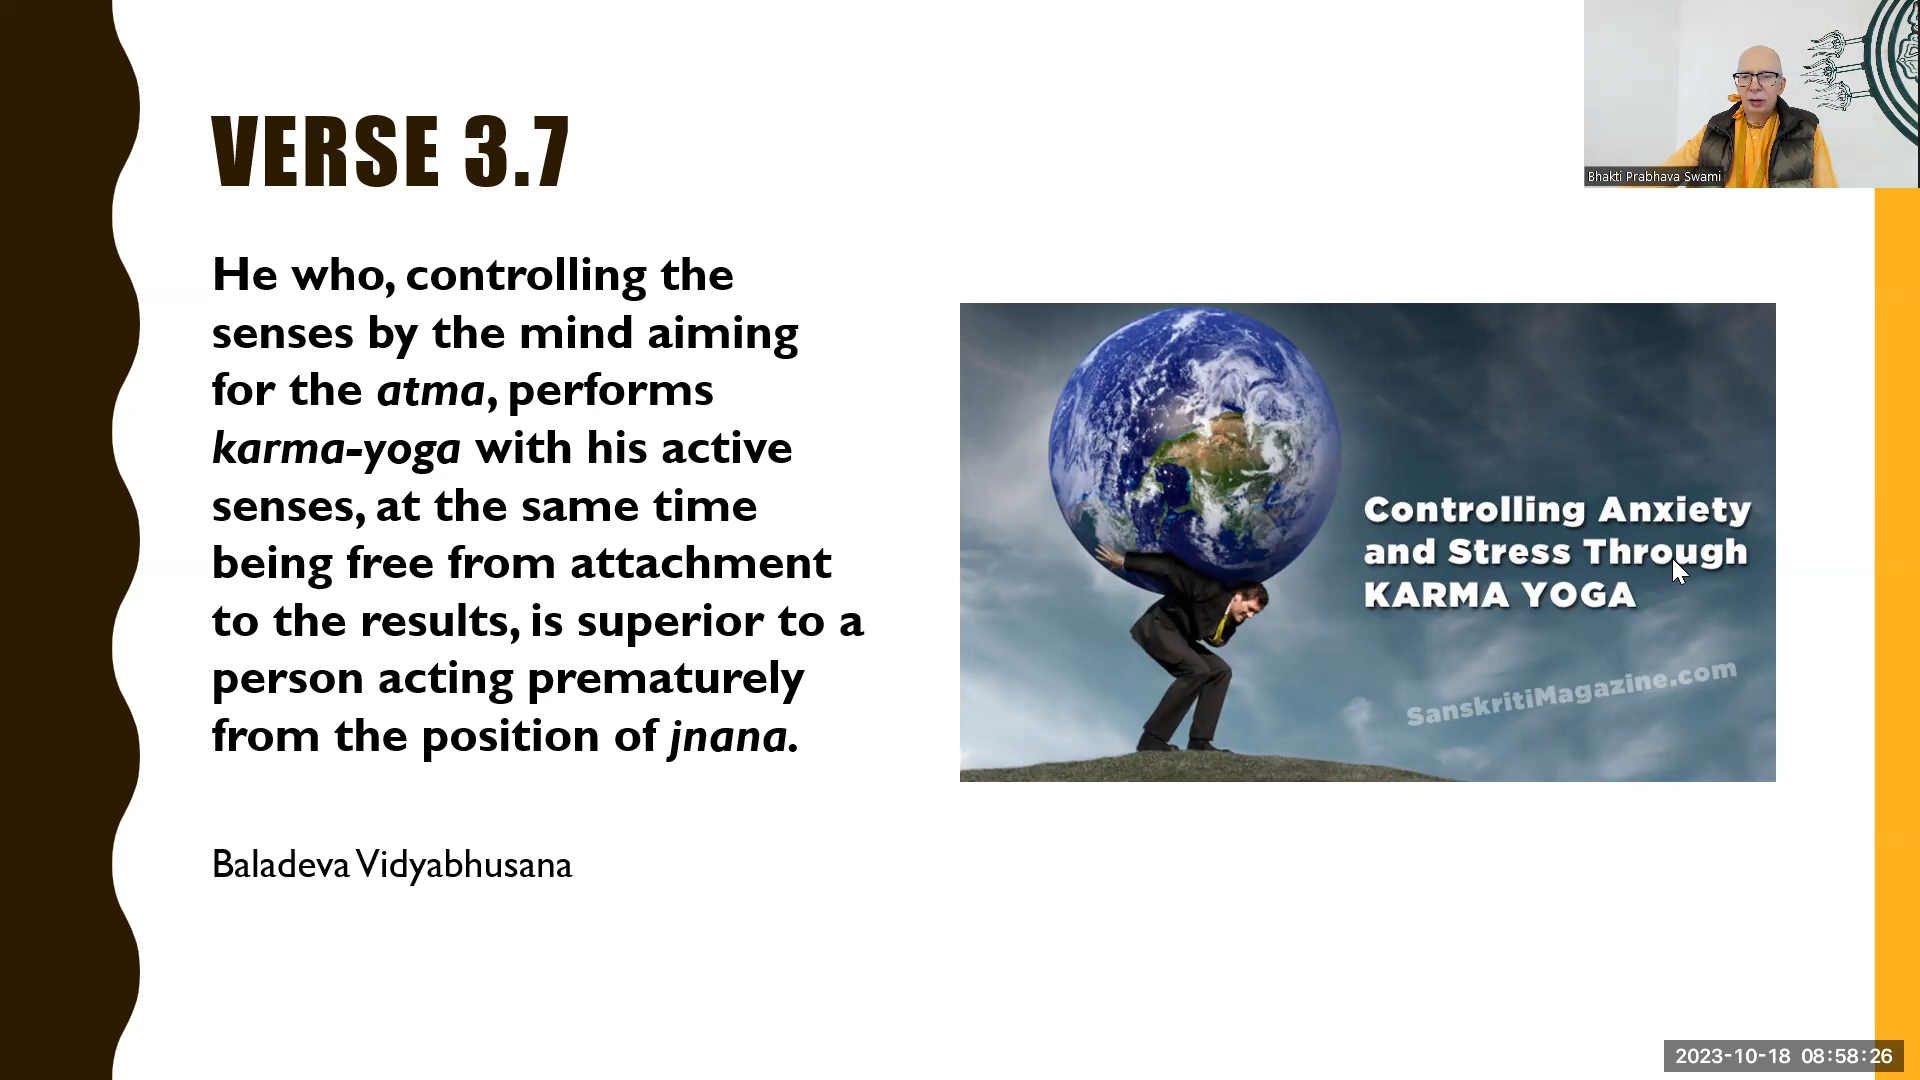 VERSE 3.7
He who, controlling the
senses by the mind aiming
for the atma, performs
karma-yoga with his active
senses, at the same time
being free from attachment
to the results, is superior to a
person acting prematurely
from the position of jnana.
Baladeva Vidyabhusana
Controlling Anxiety
and Stress Through
KARMA YOGA
SanskritiMagazine.com
Bhakti Prabhava Swami
2023-10-18 08:58:26